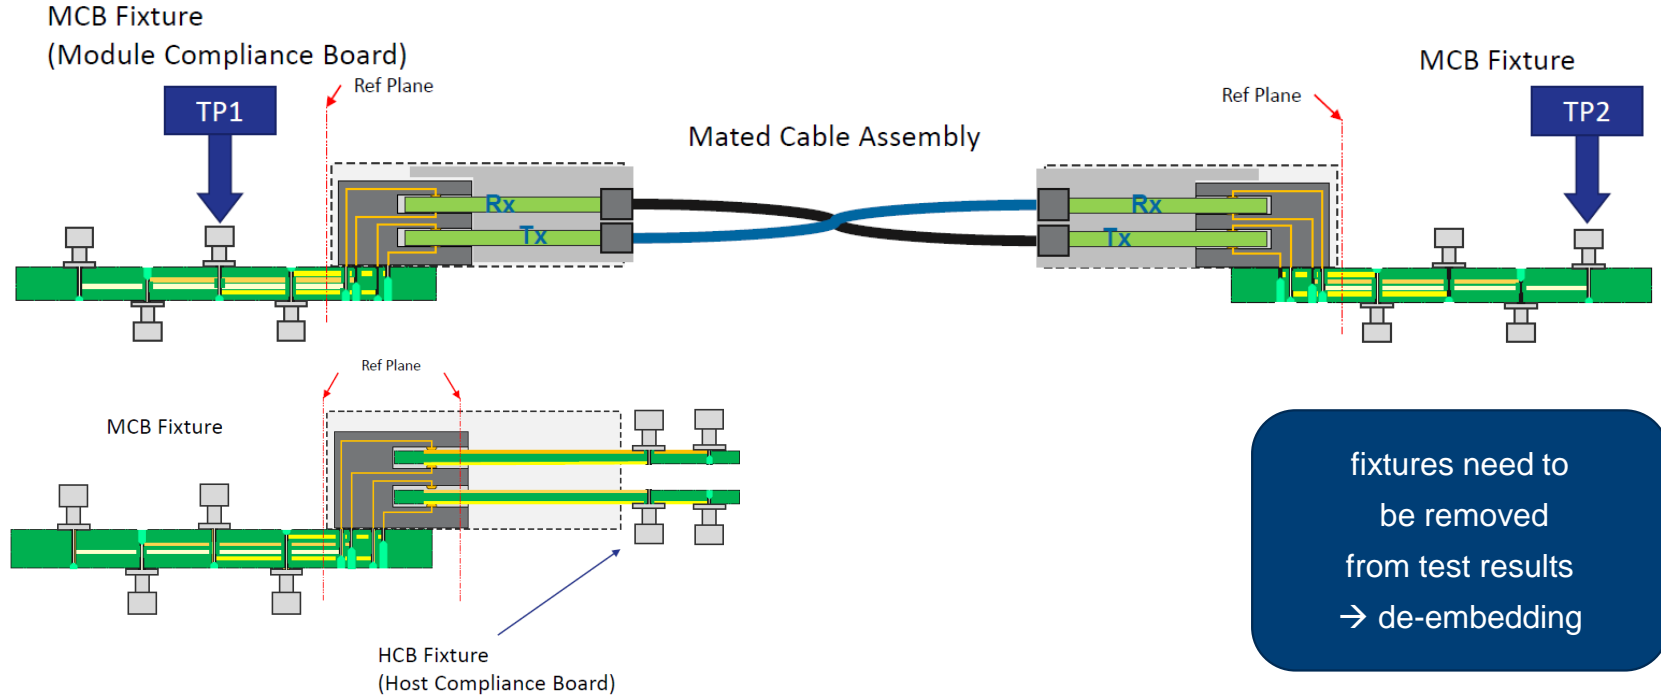 MCB Fixture
(Module Compliance Board)
Ref Plane
TP1
Mated Cable Assembly
Ref Plane
MCB Fixture
TP2
Rx
Tx
Rx
Tx
Ref Plane
MCB Fixture
HCB Fixture
(Host Compliance Board)
fixtures need to
be removed
from test results
→ de-embedding